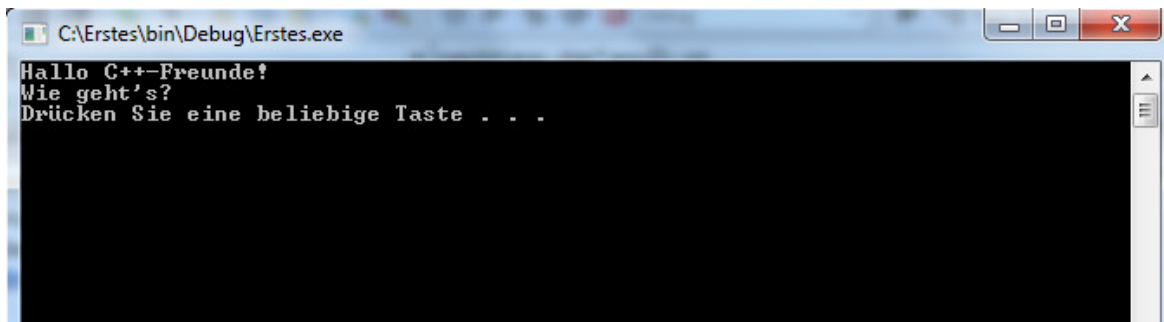 C:\Erstes\bin\Debug\Erstes.exe
Hallo C++-Freunde!
Wie geht's?
Drücken Sie eine beliebige Taste . . .